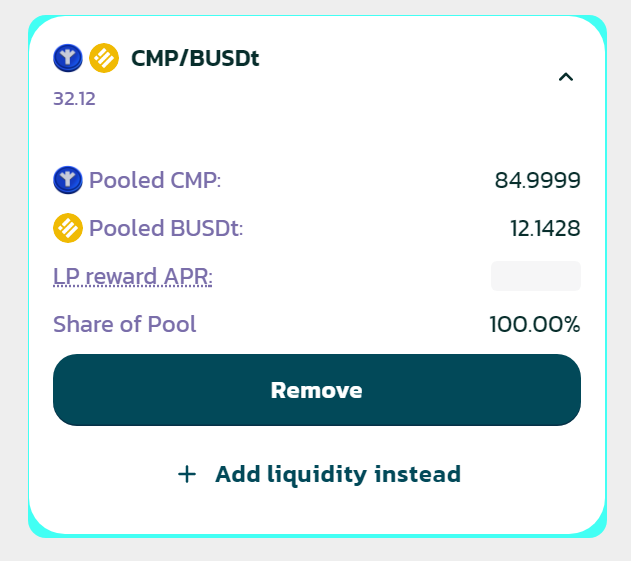 CMP/BUSDt
32.12
Pooled CMP: 84.9999
Pooled BUSDt: 12.1428
LP reward APR:
Share of Pool 100.00%
Remove
+ Add liquidity instead